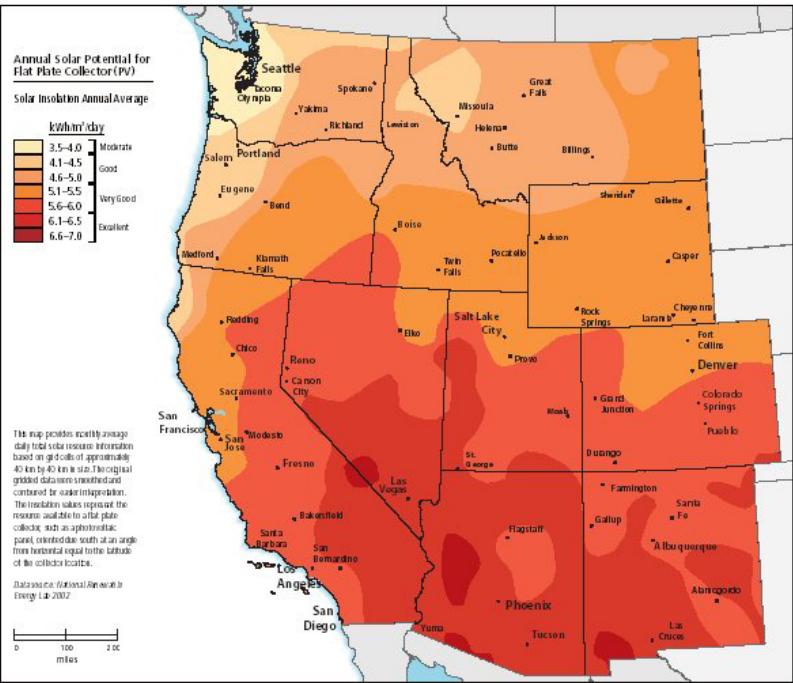 Annual Solar Potential for
Flat Plate Collector (PV)
Solar Insolation Annual Average
kWh/m²/day
3.5–4.0
4.1–4.5
4.6–5.0
5.1–5.5
5.6–6.0
6.1–6.5
6.6–7.0
Moderate
Good
Very Good
Excellent
Seattle
Tacoma
Olympia
Spokane
Yakima
Richland
Lewiston
Missoula
Great
Falls
Helena
Butte
Billings
Portland
Salem
Eugene
Bend
Medford
Klamath
Falls
Boise
Twin
Falls
Pocatello
Jackson
Sheridan
Gillette
Casper
Rock
Springs
Laramie
Cheyenne
Redding
Chico
Reno
Carson
City
Elko
Salt Lake
City
Provo
Fort
Collins
Denver
Colorado
Springs
Pueblo
Grand
Junction
Moab
Durango
St.
George
Sacramento
San
Francisco
San
Jose
Modesto
Fresno
Las
Vegas
Bakersfield
Santa
Barbara
San
Bernardino
Los
Angeles
San
Diego
Farmington
Gallup
Santa
Fe
Albuquerque
Alamogordo
Las
Cruces
Flagstaff
Phoenix
Tucson
Yuma
This map provides monthly average
daily total solar resource information
based on grid cells of approximately
40 km by 40 km in size. The original
gridded data were smoothed and
contoured for easier interpretation.
The insolation values represent the
resource available to a flat plate
collector, such as a photovoltaic
panel, oriented due south at an angle
from horizontal equal to the latitude
of the collector location.
Data source: National Renewable
Energy Lab 2002
0 100 200
miles